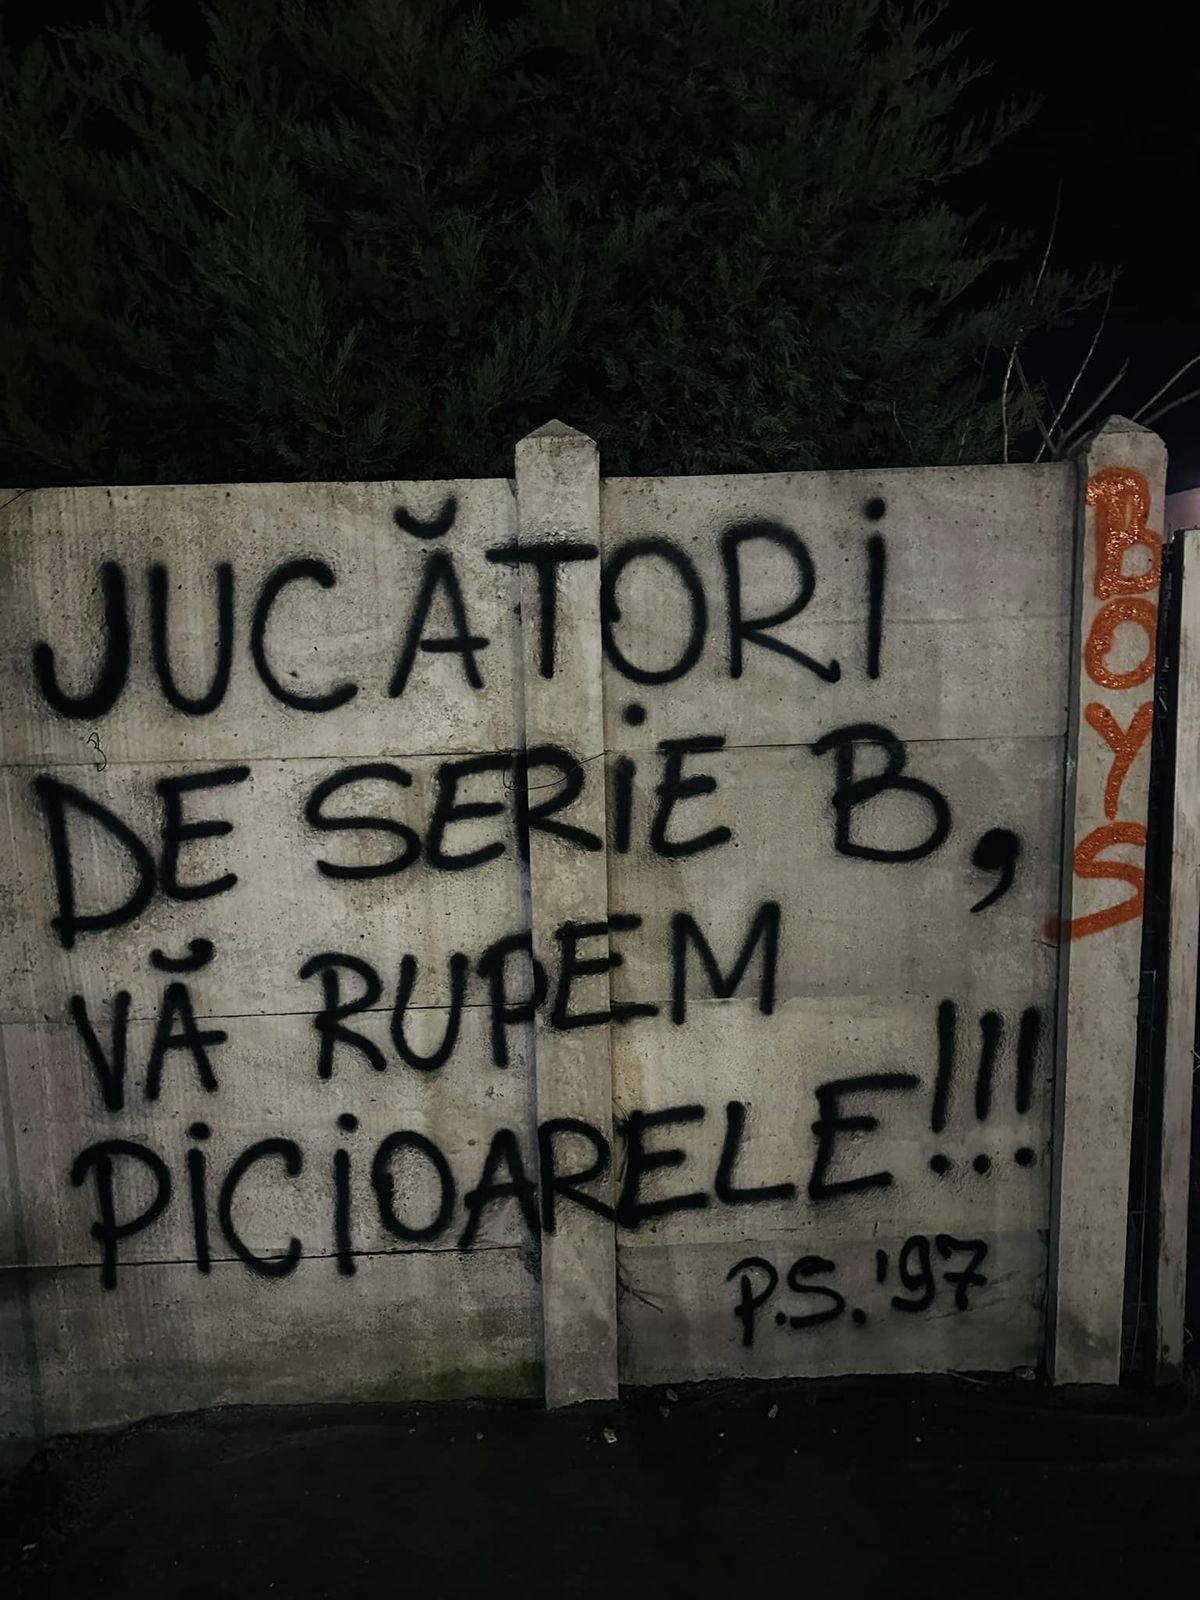 JUCĂTORI
DE SERIE B,
VĂ RUPEM
PICIOARELE!!!
P.S.'97
BOYS